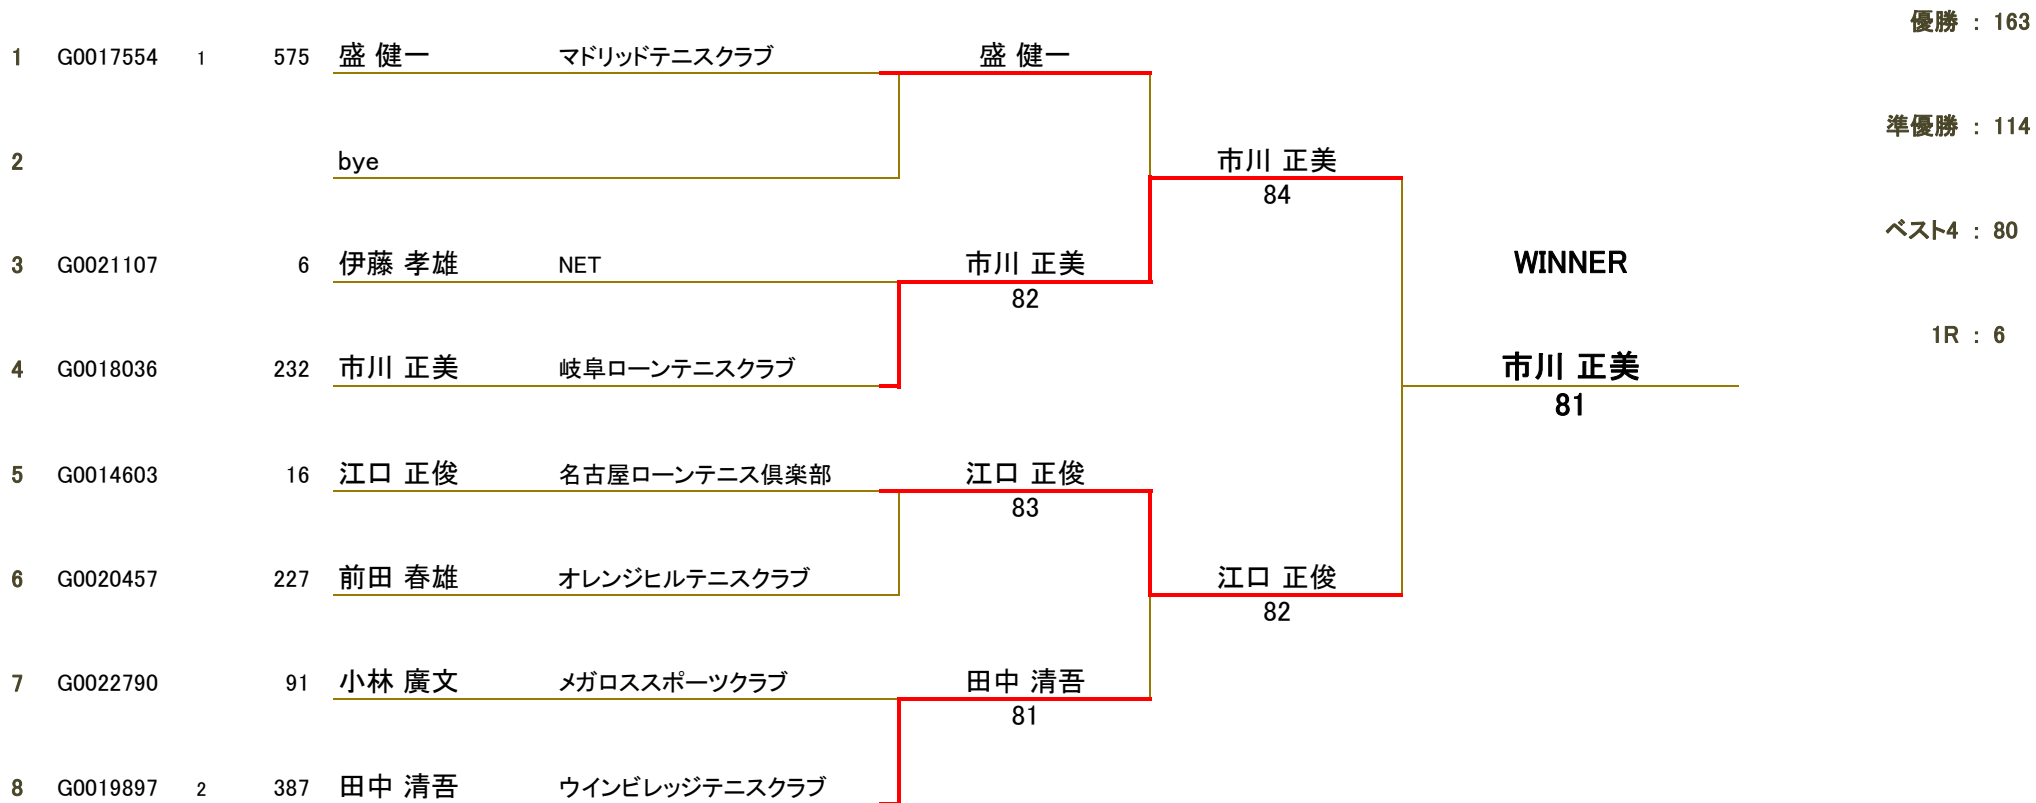 優勝 : 163
1 G0017554 1 575 盛 健一 マドリッドテニスクラブ 盛 健一
準優勝 : 114
2 bye 市川 正美
84
ベスト4 : 80
3 G0021107 6 伊藤 孝雄 NET 市川 正美 WINNER
82
1R : 6
4 G0018036 232 市川 正美 岐阜ローンテニスクラブ 市川 正美
81
5 G0014603 16 江口 正俊 名古屋ローンテニス倶楽部 江口 正俊
83
6 G0020457 227 前田 春雄 オレンジヒルテニスクラブ 江口 正俊
82
7 G0022790 91 小林 廣文 メガロススポーツクラブ 田中 清吾
81
8 G0019897 2 387 田中 清吾 ウインビレッジテニスクラブ